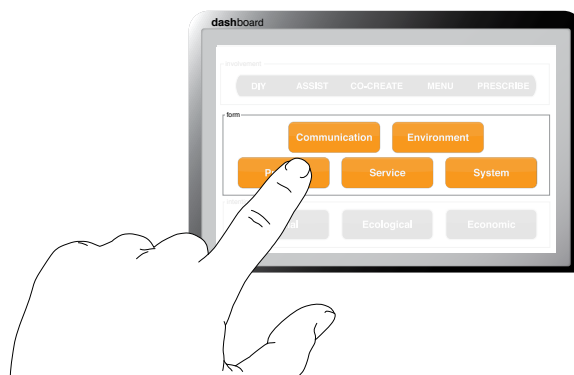 dashboard
involvement
DIY ASSIST CO-CREATE MENU PRESCRIBE
form
Communication Environment
Service System
Ecological Economic